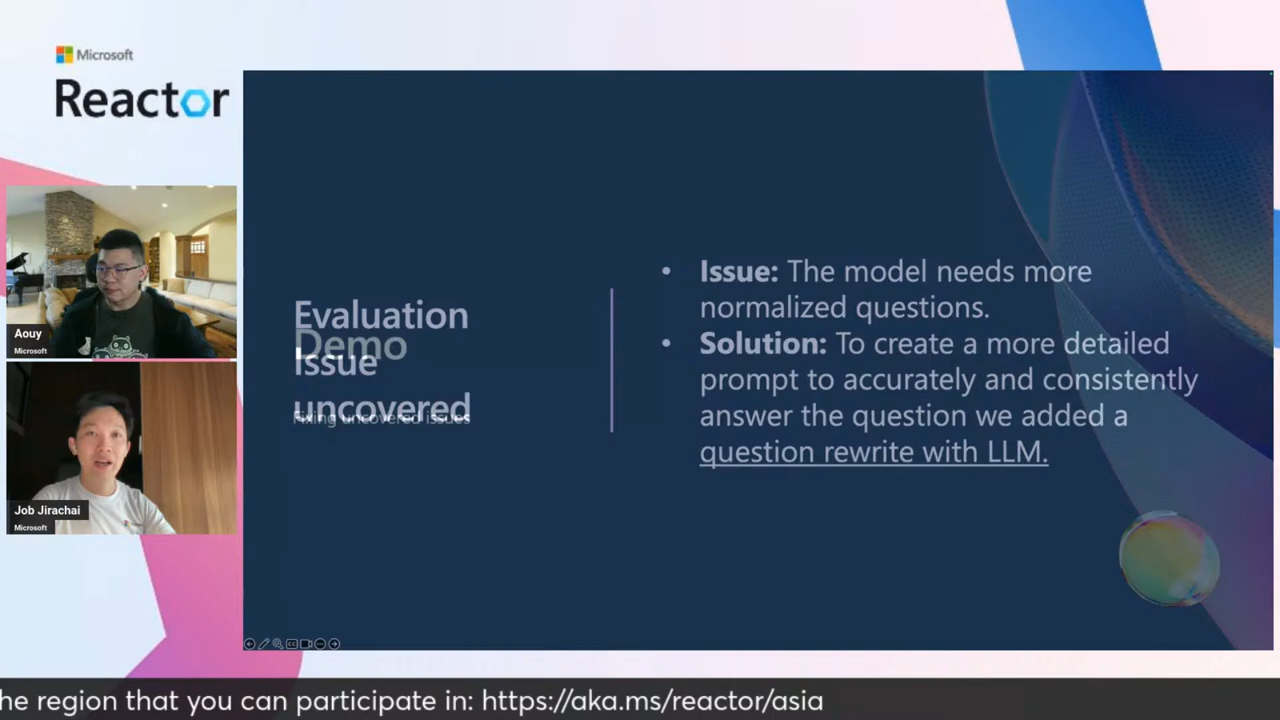 Microsoft
Reactor
Aouy
Microsoft
Job Jirachai
Microsoft
Evaluation
Demo
Issue
uncovered
Fixing uncovered issues
• Issue: The model needs more
normalized questions.
• Solution: To create a more detailed
prompt to accurately and consistently
answer the question we added a
question rewrite with LLM.
he region that you can participate in: https://aka.ms/reactor/asia